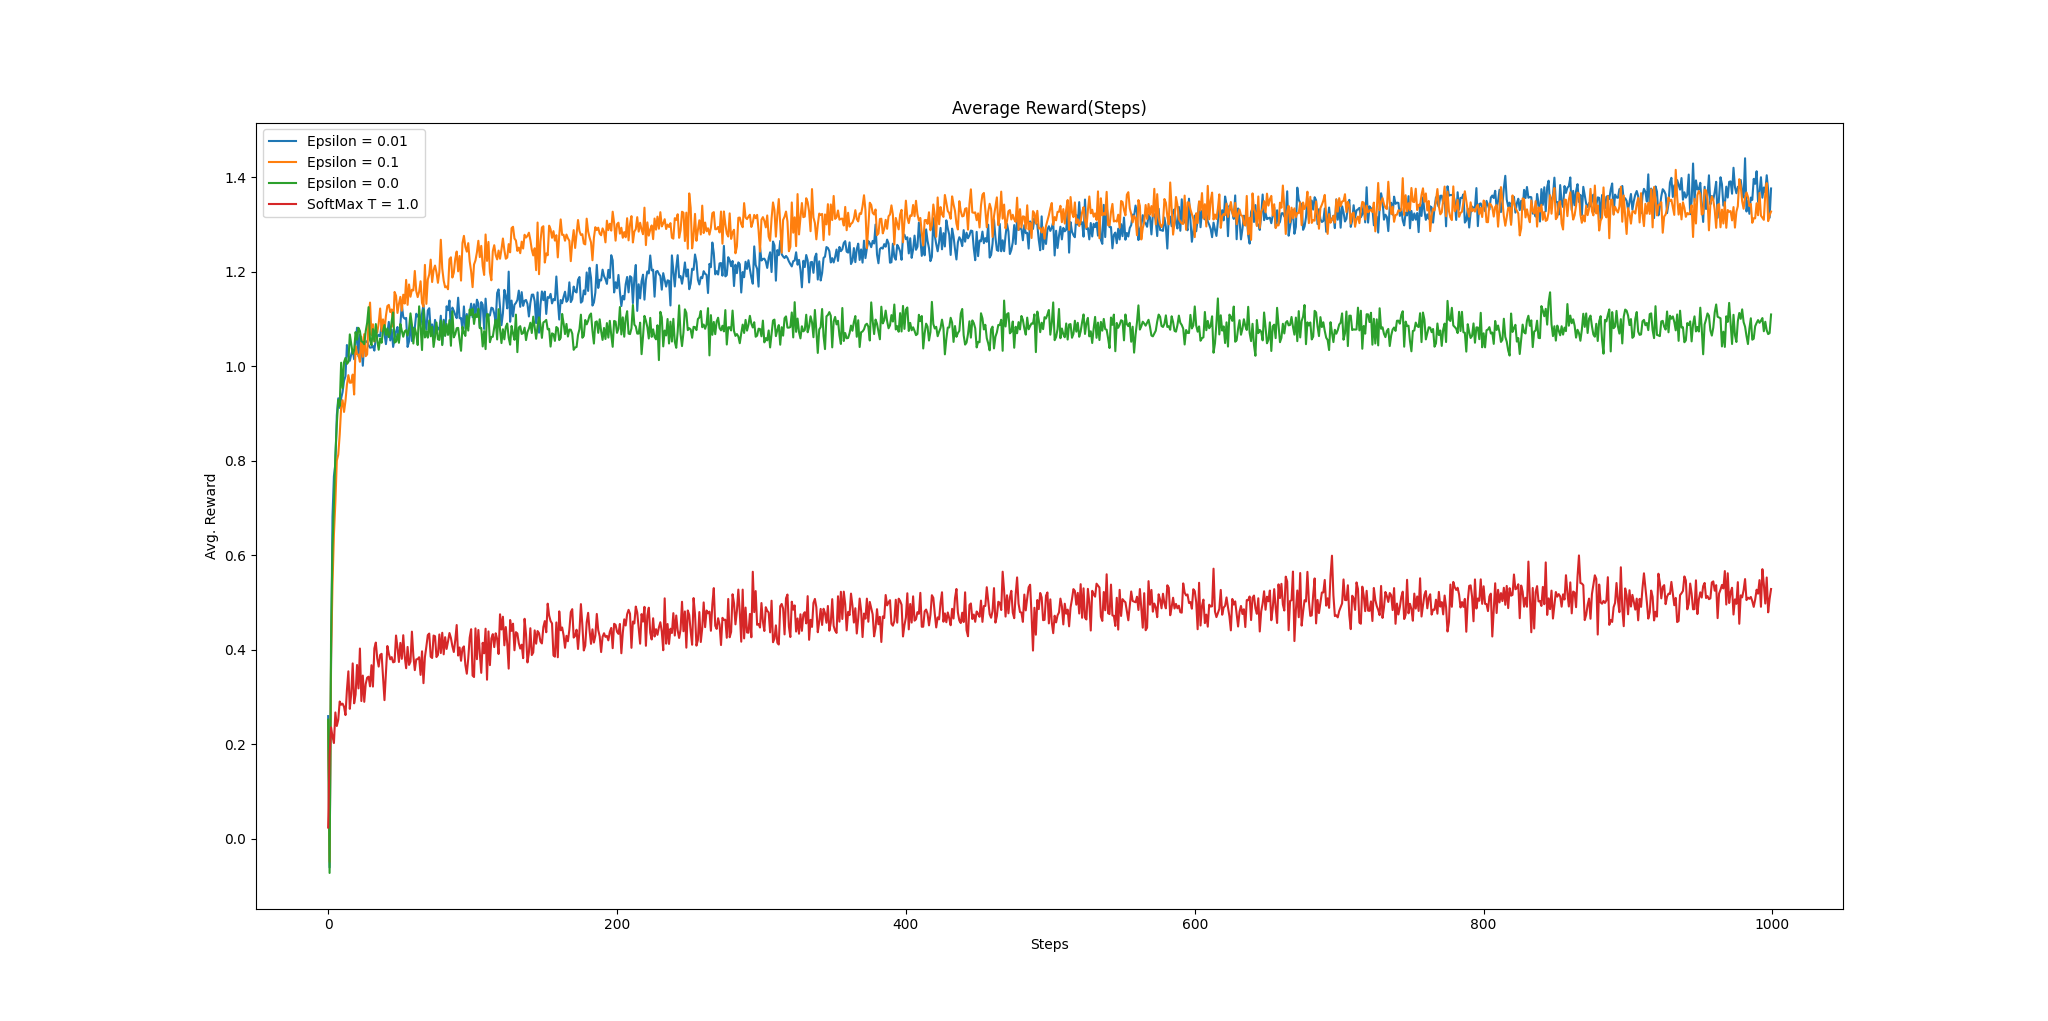 Average Reward(Steps)
Epsilon = 0.01
Epsilon = 0.1
Epsilon = 0.0
SoftMax T = 1.0
1.4
1.2
1.0
0.8
0.6
0.4
0.2
0.0
Avg. Reward
0 200 400 600 800 1000
Steps